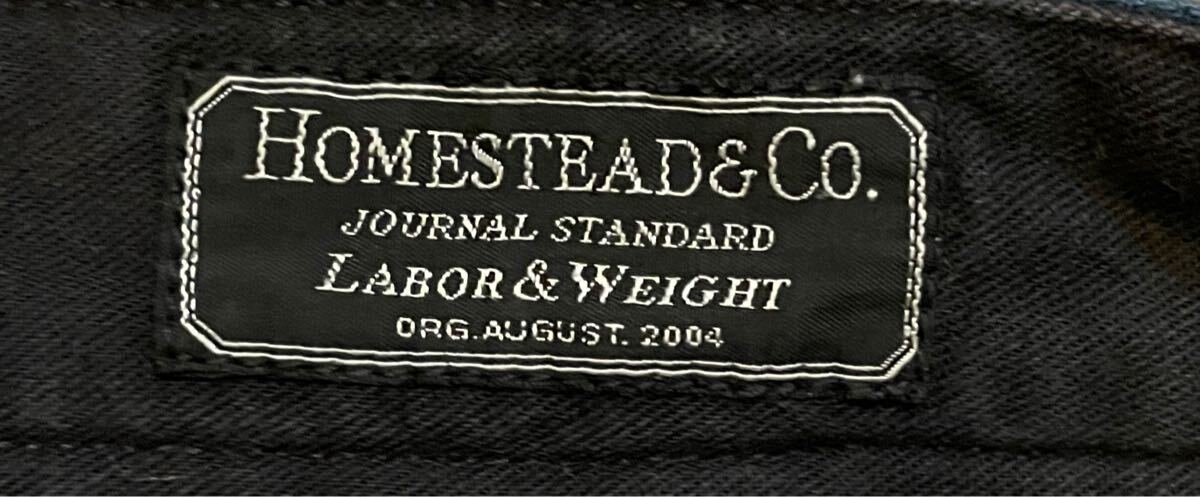 HOMESTEAD & CO.
JOURNAL STANDARD
LABOR & WEIGHT
ORG. AUGUST. 2004